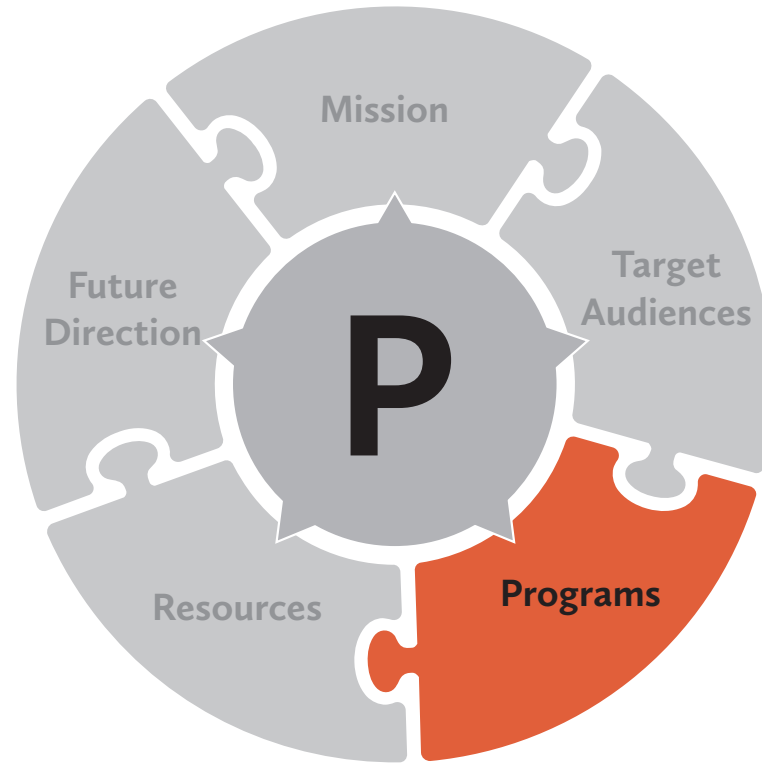 Mission
Target
Audiences
Future
Direction
P
Programs
Resources